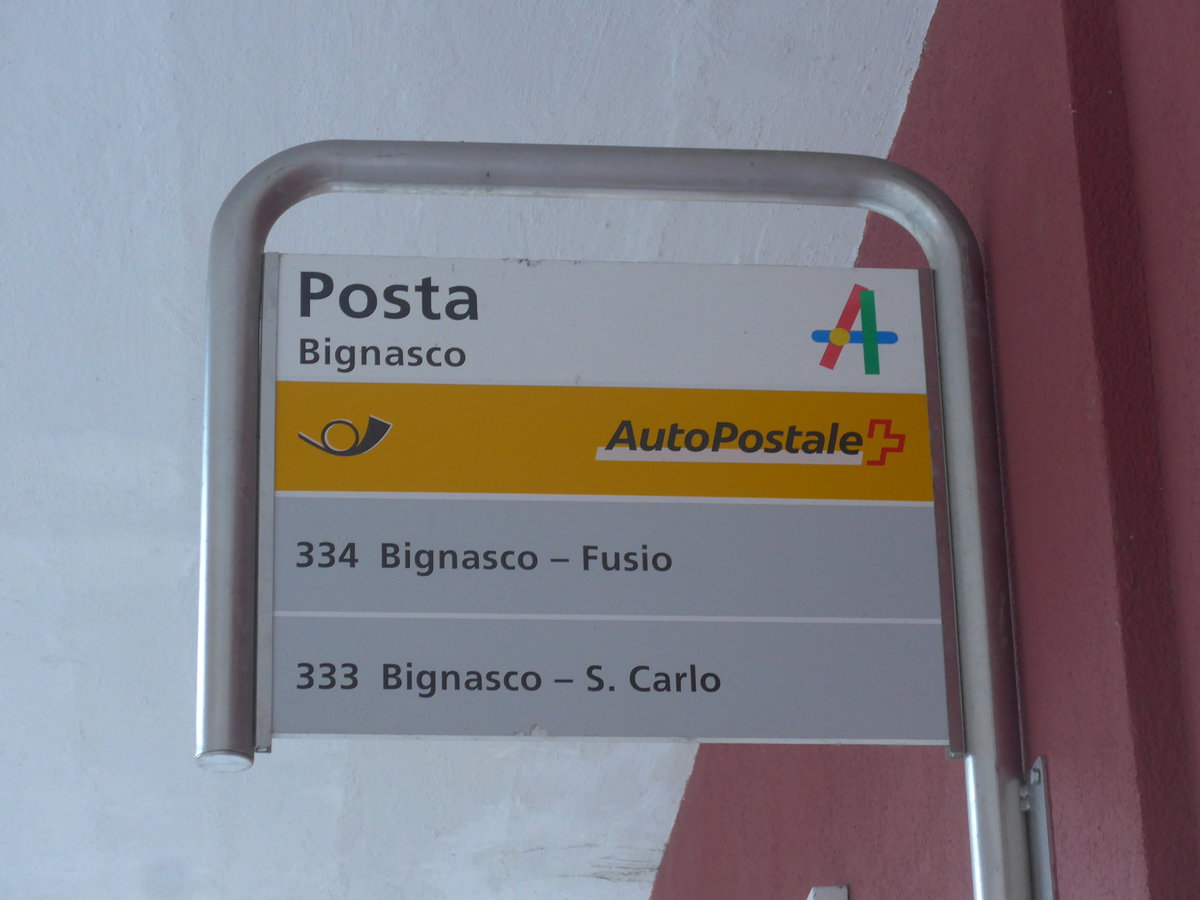 Posta
Bignasco
AutoPostale
334 Bignasco – Fusio
333 Bignasco – S. Carlo